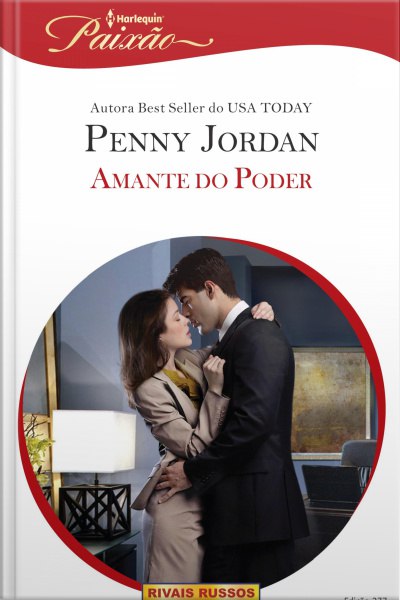 Harlequin
Paixão
Autora Best Seller do USA TODAY
PENNY JORDAN
AMANTE DO PODER
RIVAIS RUSSOS